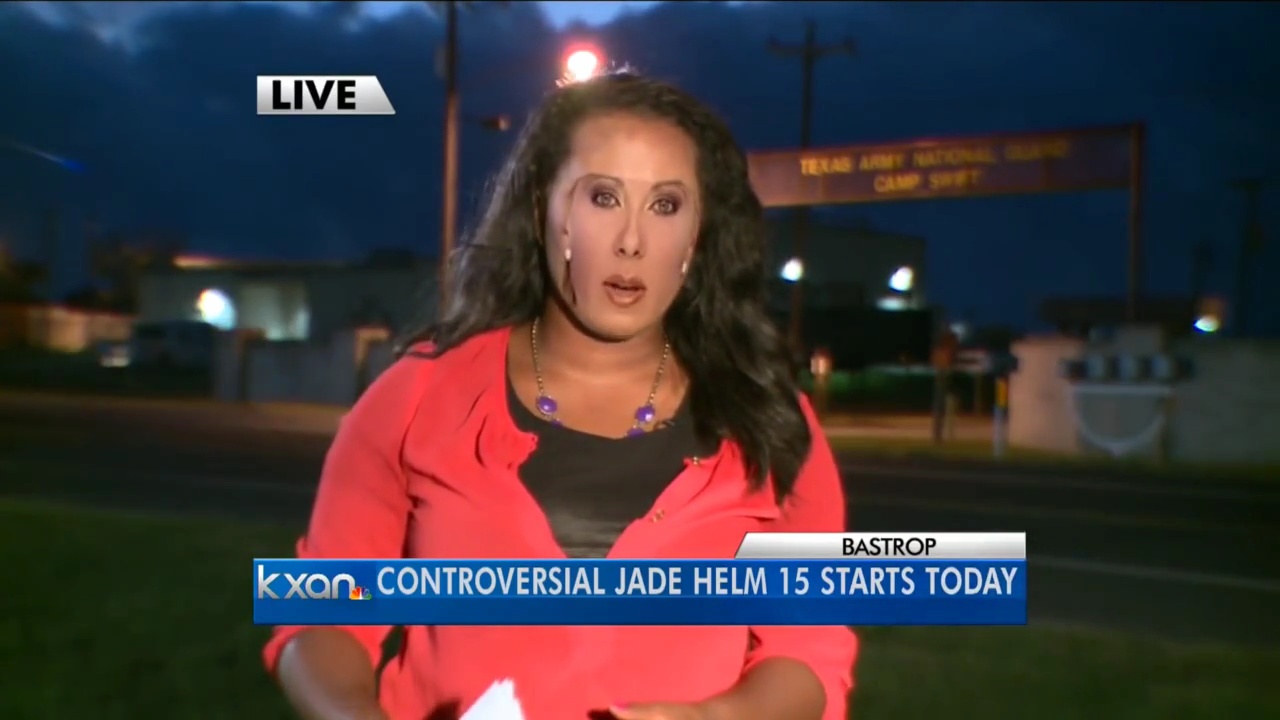 LIVE
TEXAS ARMY NATIONAL GUARD
CAMP SWIFT
BASTROP
kxan CONTROVERSIAL JADE HELM 15 STARTS TODAY